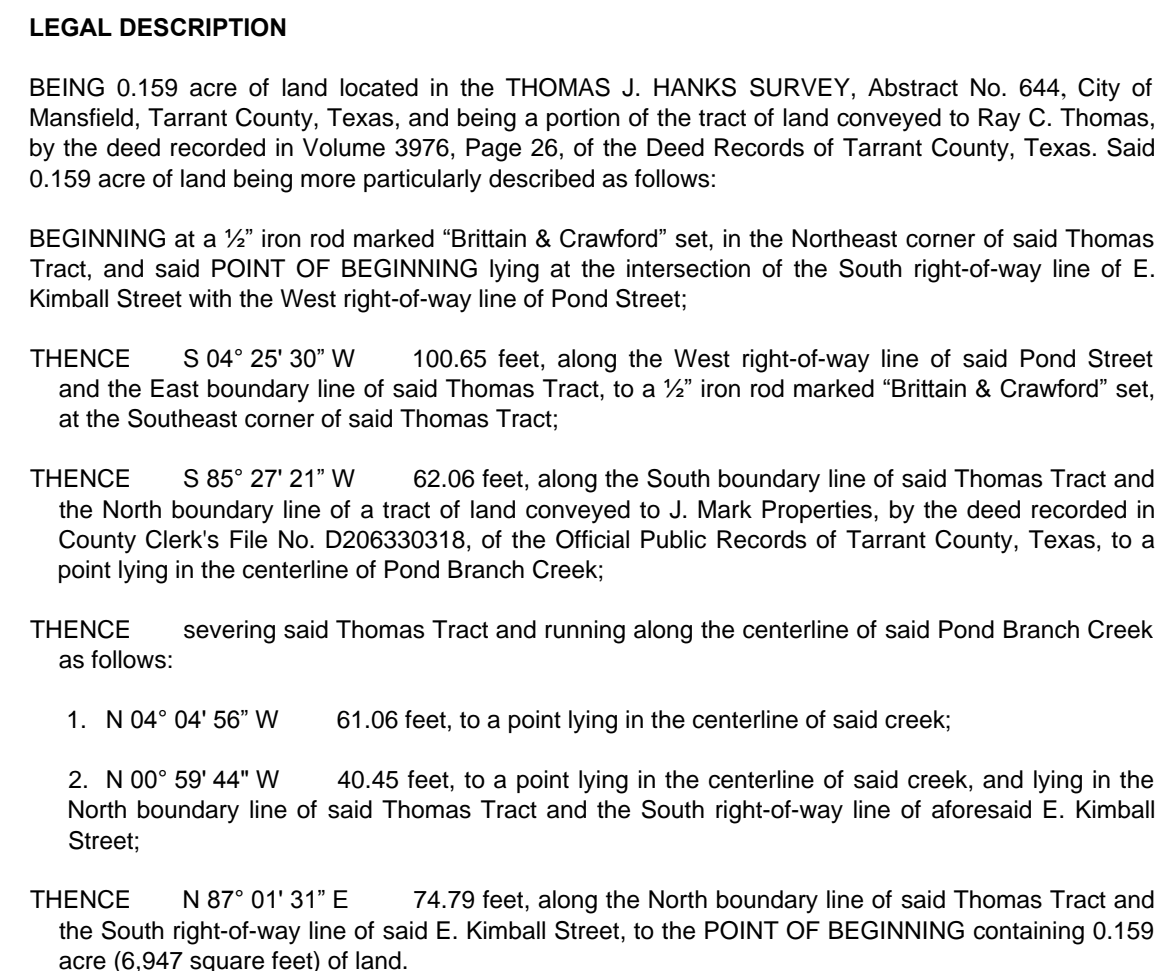 LEGAL DESCRIPTION
BEING 0.159 acre of land located in the THOMAS J. HANKS SURVEY, Abstract No. 644, City of
Mansfield, Tarrant County, Texas, and being a portion of the tract of land conveyed to Ray C. Thomas,
by the deed recorded in Volume 3976, Page 26, of the Deed Records of Tarrant County, Texas. Said
0.159 acre of land being more particularly described as follows:
BEGINNING at a ½” iron rod marked “Brittain & Crawford” set, in the Northeast corner of said Thomas
Tract, and said POINT OF BEGINNING lying at the intersection of the South right-of-way line of E.
Kimball Street with the West right-of-way line of Pond Street;
THENCE S 04° 25' 30” W 100.65 feet, along the West right-of-way line of said Pond Street
and the East boundary line of said Thomas Tract, to a ½” iron rod marked “Brittain & Crawford” set,
at the Southeast corner of said Thomas Tract;
THENCE S 85° 27' 21” W 62.06 feet, along the South boundary line of said Thomas Tract and
the North boundary line of a tract of land conveyed to J. Mark Properties, by the deed recorded in
County Clerk's File No. D206330318, of the Official Public Records of Tarrant County, Texas, to a
point lying in the centerline of Pond Branch Creek;
THENCE severing said Thomas Tract and running along the centerline of said Pond Branch Creek
as follows:
1. N 04° 04' 56” W 61.06 feet, to a point lying in the centerline of said creek;
2. N 00° 59' 44" W 40.45 feet, to a point lying in the centerline of said creek, and lying in the
North boundary line of said Thomas Tract and the South right-of-way line of aforesaid E. Kimball
Street;
THENCE N 87° 01' 31” E 74.79 feet, along the North boundary line of said Thomas Tract and
the South right-of-way line of said E. Kimball Street, to the POINT OF BEGINNING containing 0.159
acre (6,947 square feet) of land.